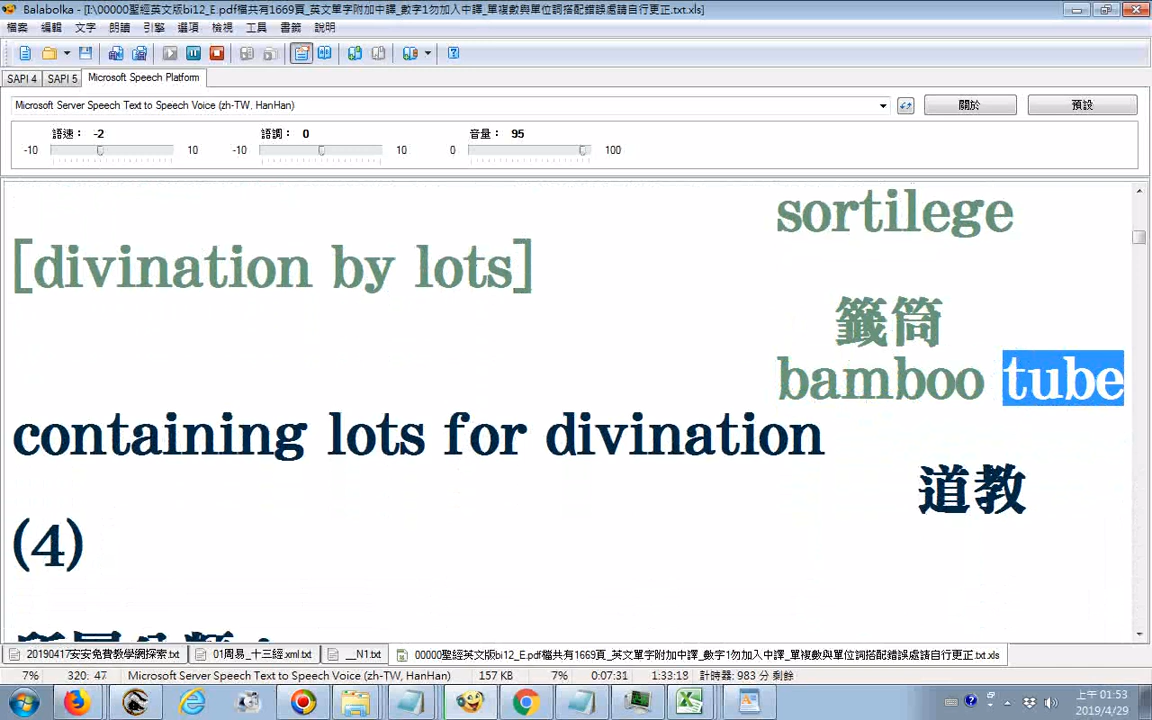 Balabolka - [I:\00000聖經英文版bi12_E.pdf檔共有1669頁_英文單字附加中譯_數字1勿加入中譯_單複數與單位詞搭配錯誤處請自行更正.txt.xls]
檔案 編輯 文字 朗讀 引擎 選項 檢視 工具 書籤 說明
SAPI 4 SAPI 5 Microsoft Speech Platform
Microsoft Server Speech Text to Speech Voice (zh-TW, HanHan) 關於 預設
語速： -2 語調： 0 音量： 95
-10 10 -10 10 0 100
sortilege
[divination by lots]
籤筒
bamboo tube
containing lots for divination
道教
(4)
所屬分類：
20190417安安免費教學網探索.txt 01周易_十三經.xml.txt __N1.txt 00000聖經英文版bi12_E.pdf檔共有1669頁_英文單字附加中譯_數字1勿加入中譯_單複數與單位詞搭配錯誤處請自行更正.txt.xls
7% 320: 47 Microsoft Server Speech Text to Speech Voice (zh-TW, HanHan) 157 KB 7% 0:07:31 1:33:18 計時器: 983 分 剩餘
上午 01:53
2019/4/29